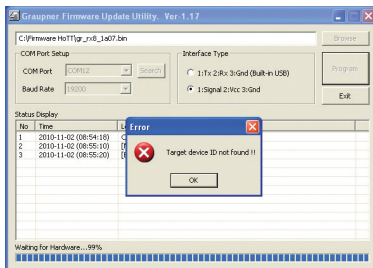 Graupner Firmware Update Utility, Ver-1.17
C:\Firmware HoTT\gr_rx8_1a07.bin
Browse
COM Port Setup
COM Port
COM12
Search
Baud Rate
19200
Interface Type
1:Tx 2:Rx 3:Gnd (Built-in USB)
1:Signal 2:Vcc 3:Gnd
Program
Exit
Status Display
No Time
1 2010-11-02 (08:54:18)
2 2010-11-02 (08:55:10)
3 2010-11-02 (08:55:20)
Error
Target device ID not found !!
OK
Waiting for Hardware...99%